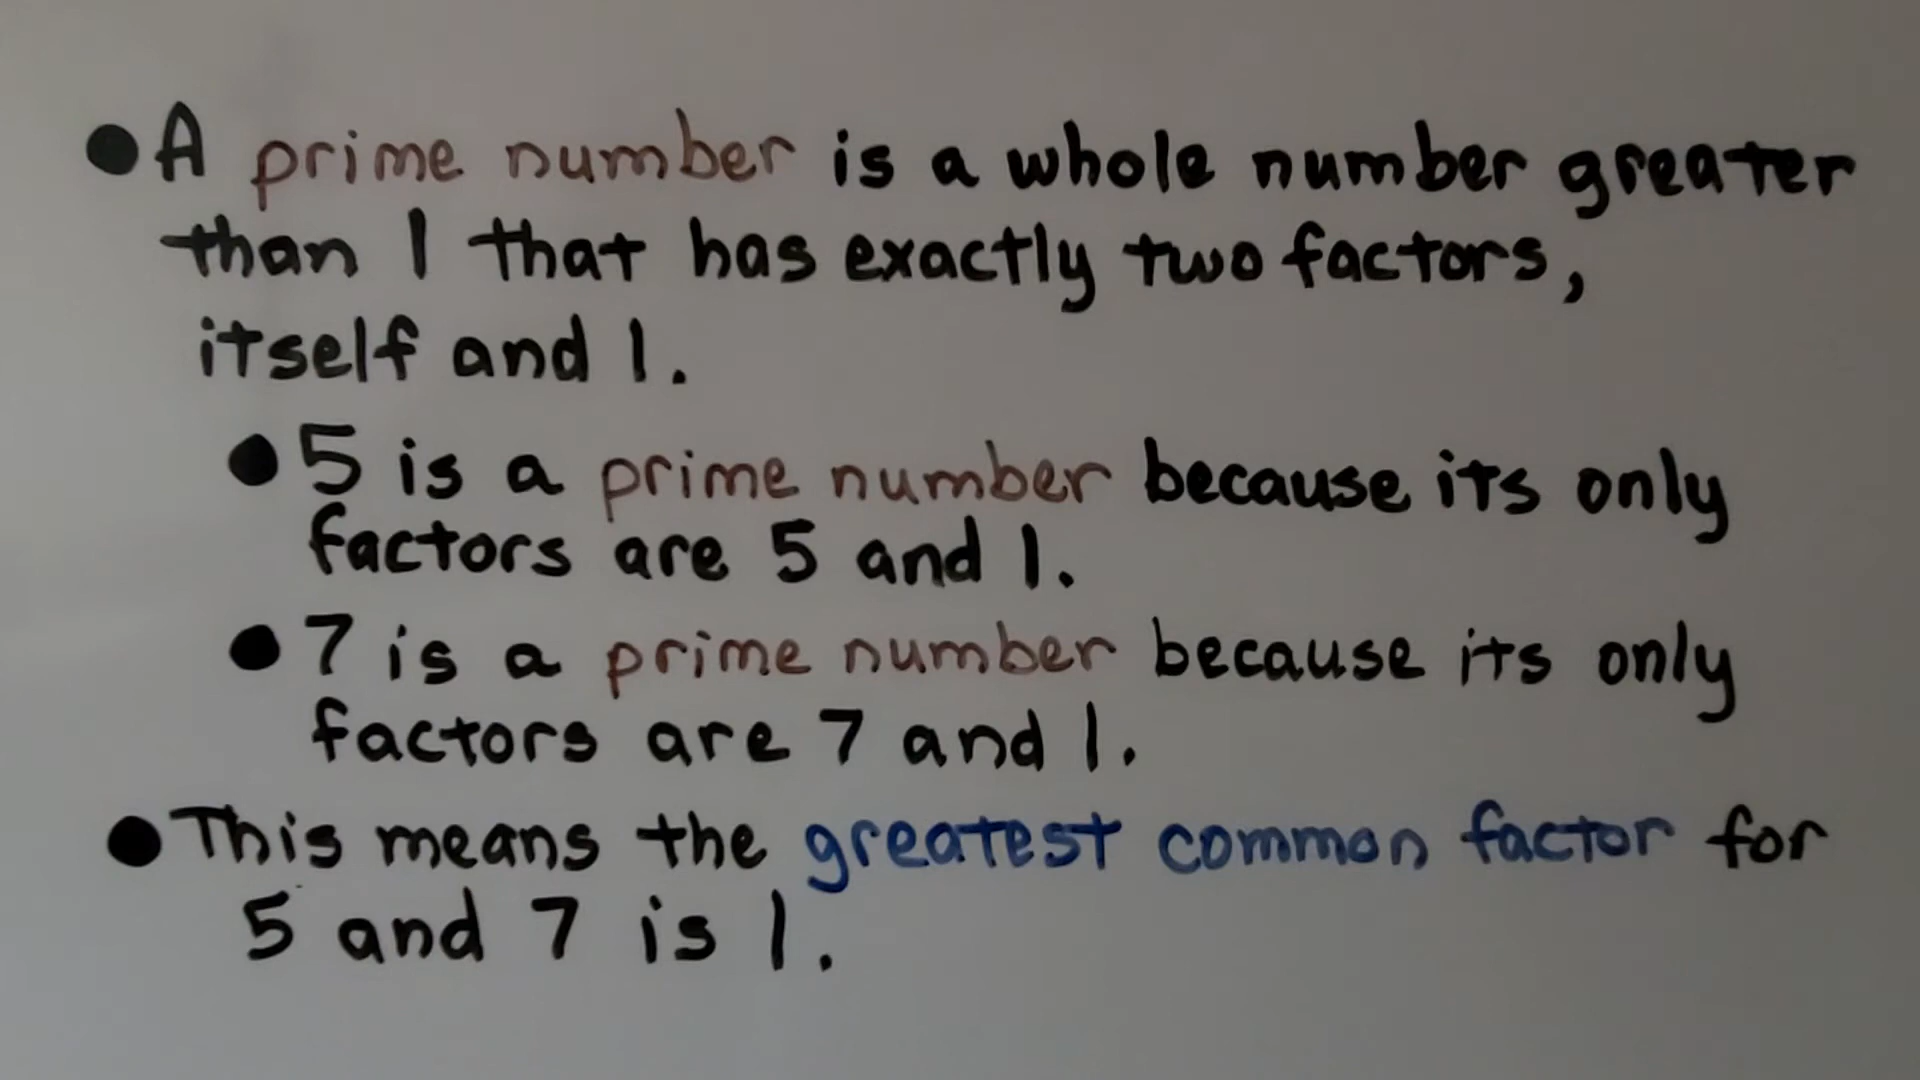 ● A prime number is a whole number greater
than 1 that has exactly two factors,
itself and 1.
● 5 is a prime number because its only
factors are 5 and 1.
● 7 is a prime number because its only
factors are 7 and 1.
● This means the greatest common factor for
5 and 7 is 1.